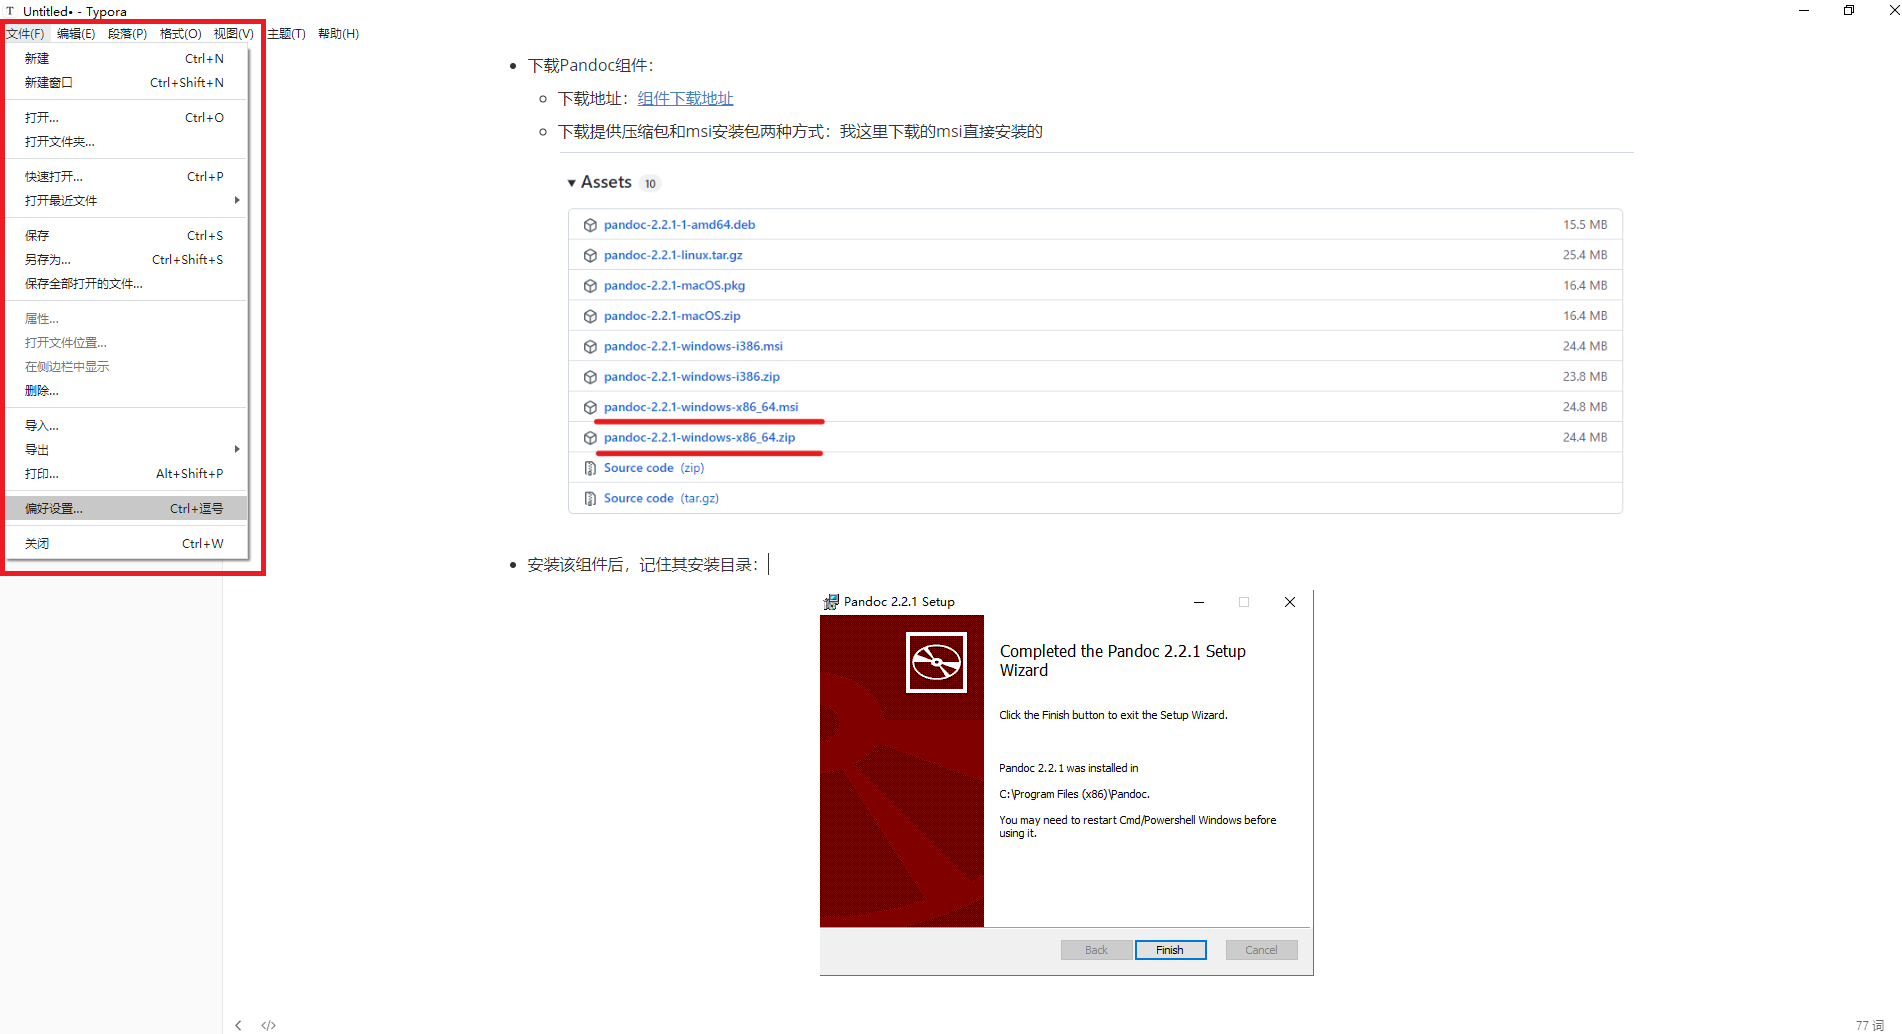 Untitled• - Typora
文件(F) 编辑(E) 段落(P) 格式(O) 视图(V) 主题(T) 帮助(H)
新建 Ctrl+N
新建窗口 Ctrl+Shift+N
打开... Ctrl+O
打开文件夹...
快速打开... Ctrl+P
打开最近文件
保存 Ctrl+S
另存为... Ctrl+Shift+S
保存全部打开的文件...
属性...
打开文件位置...
在侧边栏中显示
删除...
导入...
导出
打印... Alt+Shift+P
偏好设置... Ctrl+逗号
关闭 Ctrl+W
下载Pandoc组件：
下载地址：组件下载地址
下载提供压缩包和msi安装包两种方式：我这里下载的msi直接安装的
Assets 10
pandoc-2.2.1-1-amd64.deb 15.5 MB
pandoc-2.2.1-linux.tar.gz 25.4 MB
pandoc-2.2.1-macOS.pkg 16.4 MB
pandoc-2.2.1-macOS.zip 16.4 MB
pandoc-2.2.1-windows-i386.msi 24.4 MB
pandoc-2.2.1-windows-i386.zip 23.8 MB
pandoc-2.2.1-windows-x86_64.msi 24.8 MB
pandoc-2.2.1-windows-x86_64.zip 24.4 MB
Source code (zip)
Source code (tar.gz)
安装该组件后，记住其安装目录：
Pandoc 2.2.1 Setup
Completed the Pandoc 2.2.1 Setup
Wizard
Click the Finish button to exit the Setup Wizard.
Pandoc 2.2.1 was installed in
C:\Program Files (x86)\Pandoc.
You may need to restart Cmd/Powershell Windows before
using it.
Back Finish Cancel
77 词